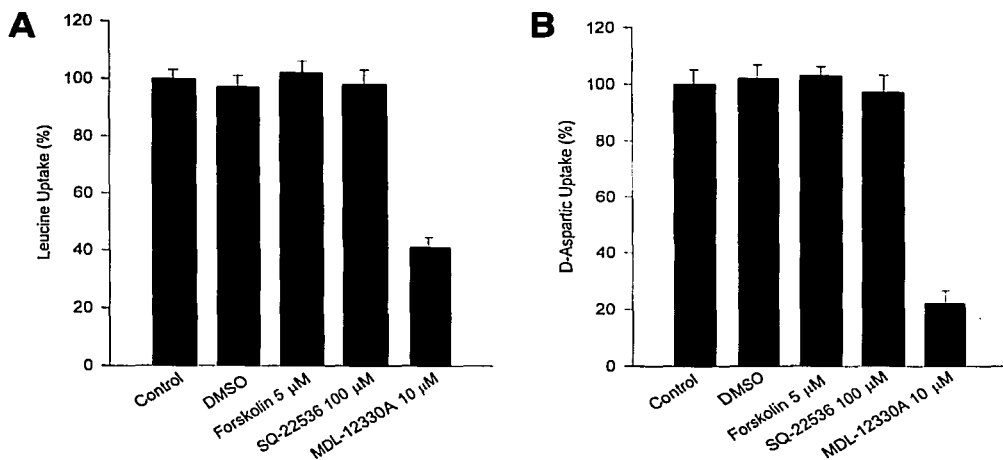 A
Leucine Uptake (%)
120
100
80
60
40
20
0
Control
DMSO
Forskolin 5 µM
SQ-22536 100 µM
MDL-12330A 10 µM
B
D-Aspartic Uptake (%)
120
100
80
60
40
20
0
Control
DMSO
Forskolin 5 µM
SQ-22536 100 µM
MDL-12330A 10 µM